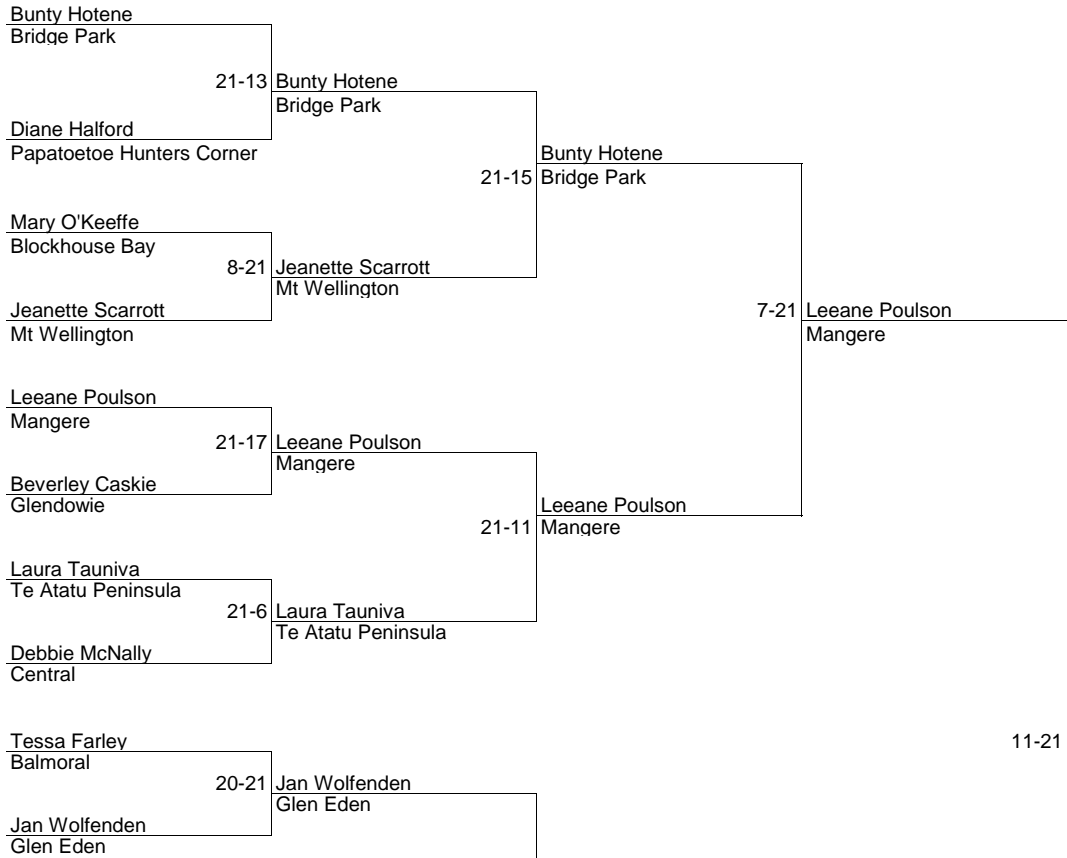 Bunty Hotene
Bridge Park
21-13 Bunty Hotene
Bridge Park
Diane Halford
Papatoetoe Hunters Corner
Bunty Hotene
21-15 Bridge Park
Mary O'Keeffe
Blockhouse Bay
8-21 Jeanette Scarrott
Mt Wellington
Jeanette Scarrott
Mt Wellington
7-21 Leeane Poulson
Mangere
Leeane Poulson
Mangere
21-17 Leeane Poulson
Mangere
Beverley Caskie
Glendowie
Leeane Poulson
21-11 Mangere
Laura Tauniva
Te Atatu Peninsula
21-6 Laura Tauniva
Te Atatu Peninsula
Debbie McNally
Central
Tessa Farley
11-21
Balmoral
20-21 Jan Wolfenden
Glen Eden
Jan Wolfenden
Glen Eden